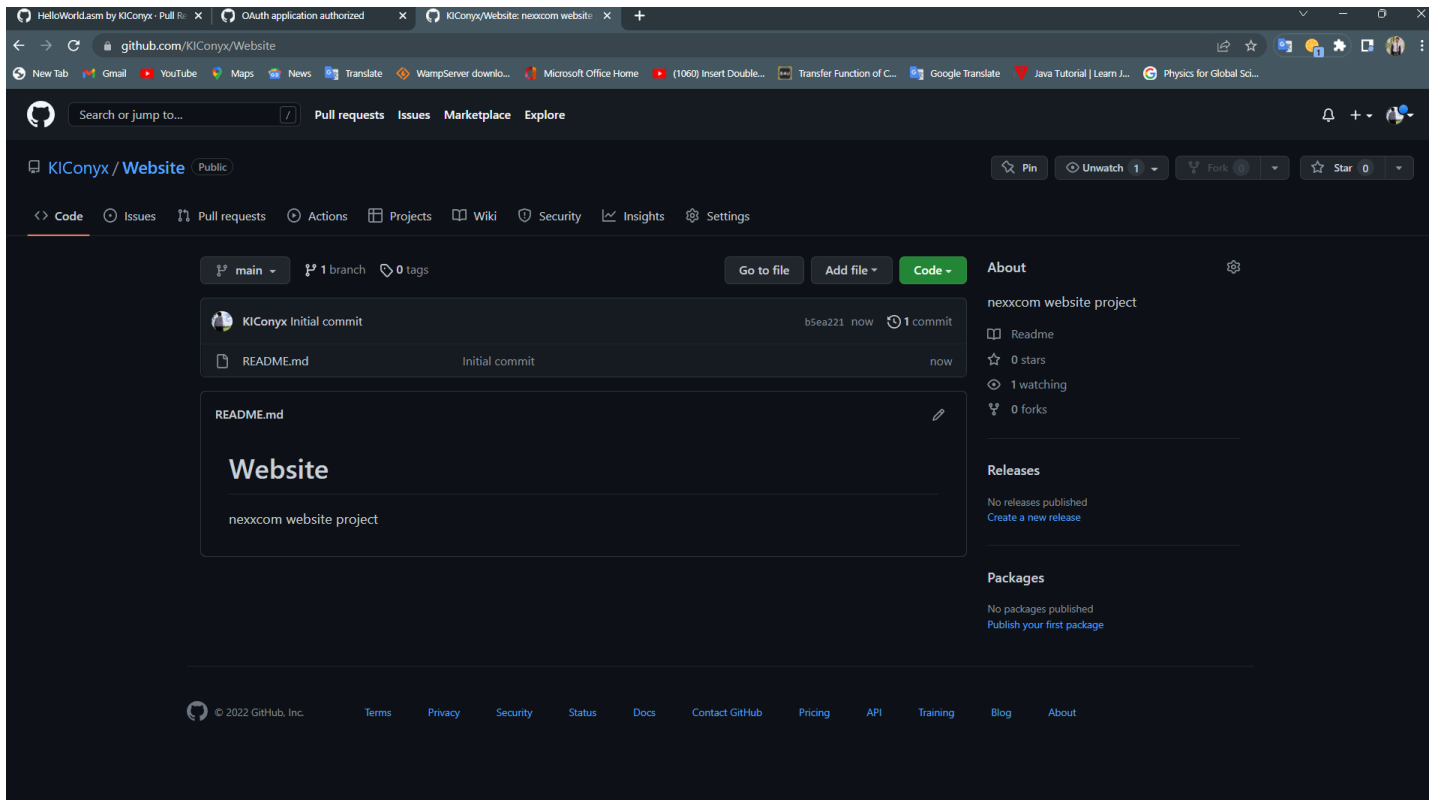 HelloWorld.asm by KIConyx · Pull Re OAuth application authorized KIConyx/Website: nexxcom website
github.com/KIConyx/Website
New Tab Gmail YouTube Maps News Translate WampServer downlo... Microsoft Office Home (1060) Insert Double... Transfer Function of C... Google Translate Java Tutorial | Learn J... Physics for Global Sci...
Search or jump to... / Pull requests Issues Marketplace Explore
KIConyx / Website Public Pin Unwatch 1 Fork 0 Star 0
Code Issues Pull requests Actions Projects Wiki Security Insights Settings
main 1 branch 0 tags Go to file Add file Code
KIConyx Initial commit b5ea221 now 1 commit
README.md Initial commit now
README.md
Website
nexxcom website project
About
nexxcom website project
Readme
0 stars
1 watching
0 forks
Releases
No releases published
Create a new release
Packages
No packages published
Publish your first package
© 2022 GitHub, Inc. Terms Privacy Security Status Docs Contact GitHub Pricing API Training Blog About